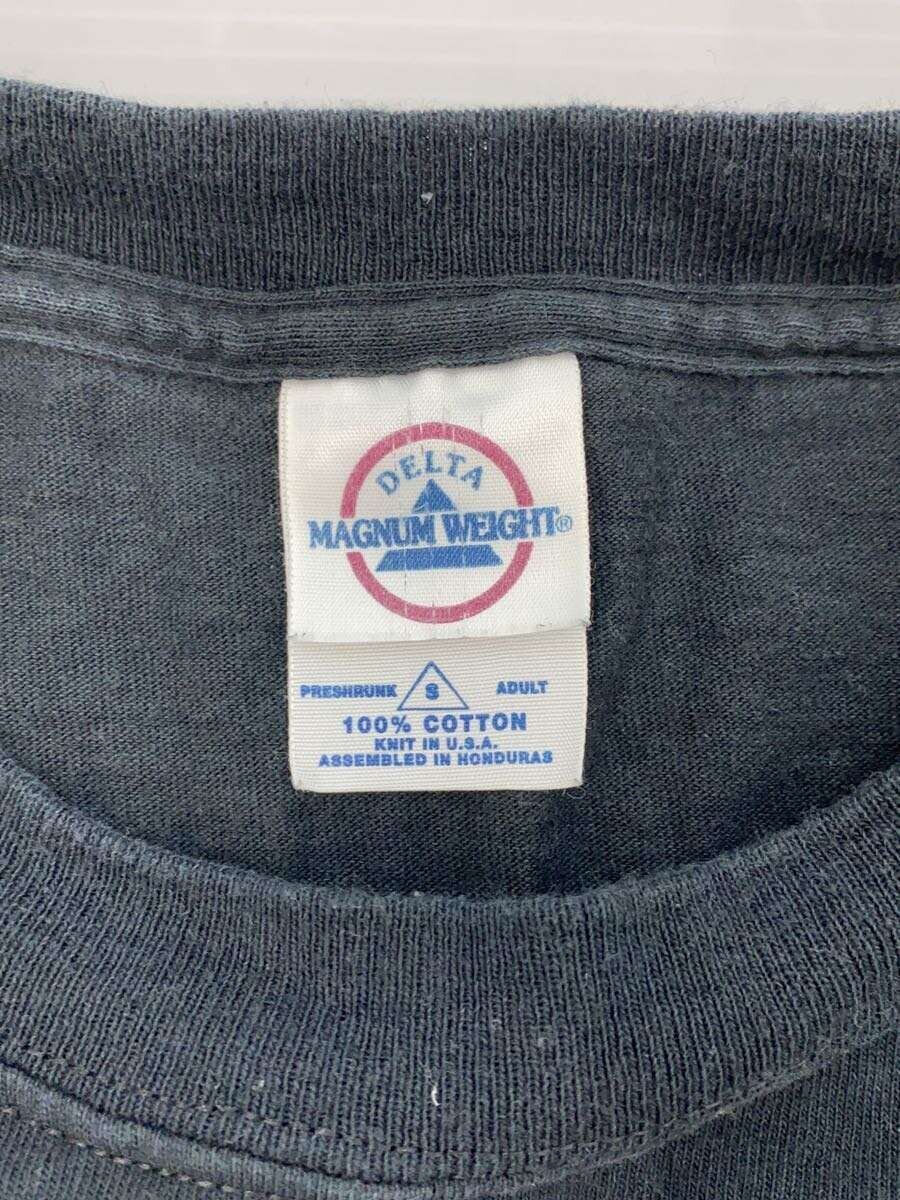 DELTA
MAGNUM WEIGHT®
PRESHRUNK S ADULT
100% COTTON
KNIT IN U.S.A.
ASSEMBLED IN HONDURAS